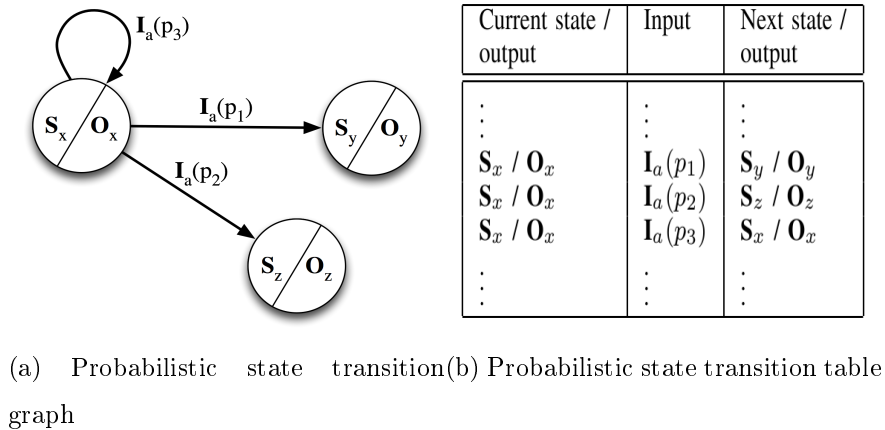 I_a(p_3)
S_x O_x
I_a(p_1)
S_y O_y
I_a(p_2)
S_z O_z
Current state / output
Input
Next state / output
S_x / O_x I_a(p_1) S_y / O_y
S_x / O_x I_a(p_2) S_z / O_z
S_x / O_x I_a(p_3) S_x / O_x
(a) Probabilistic state transition graph
(b) Probabilistic state transition table